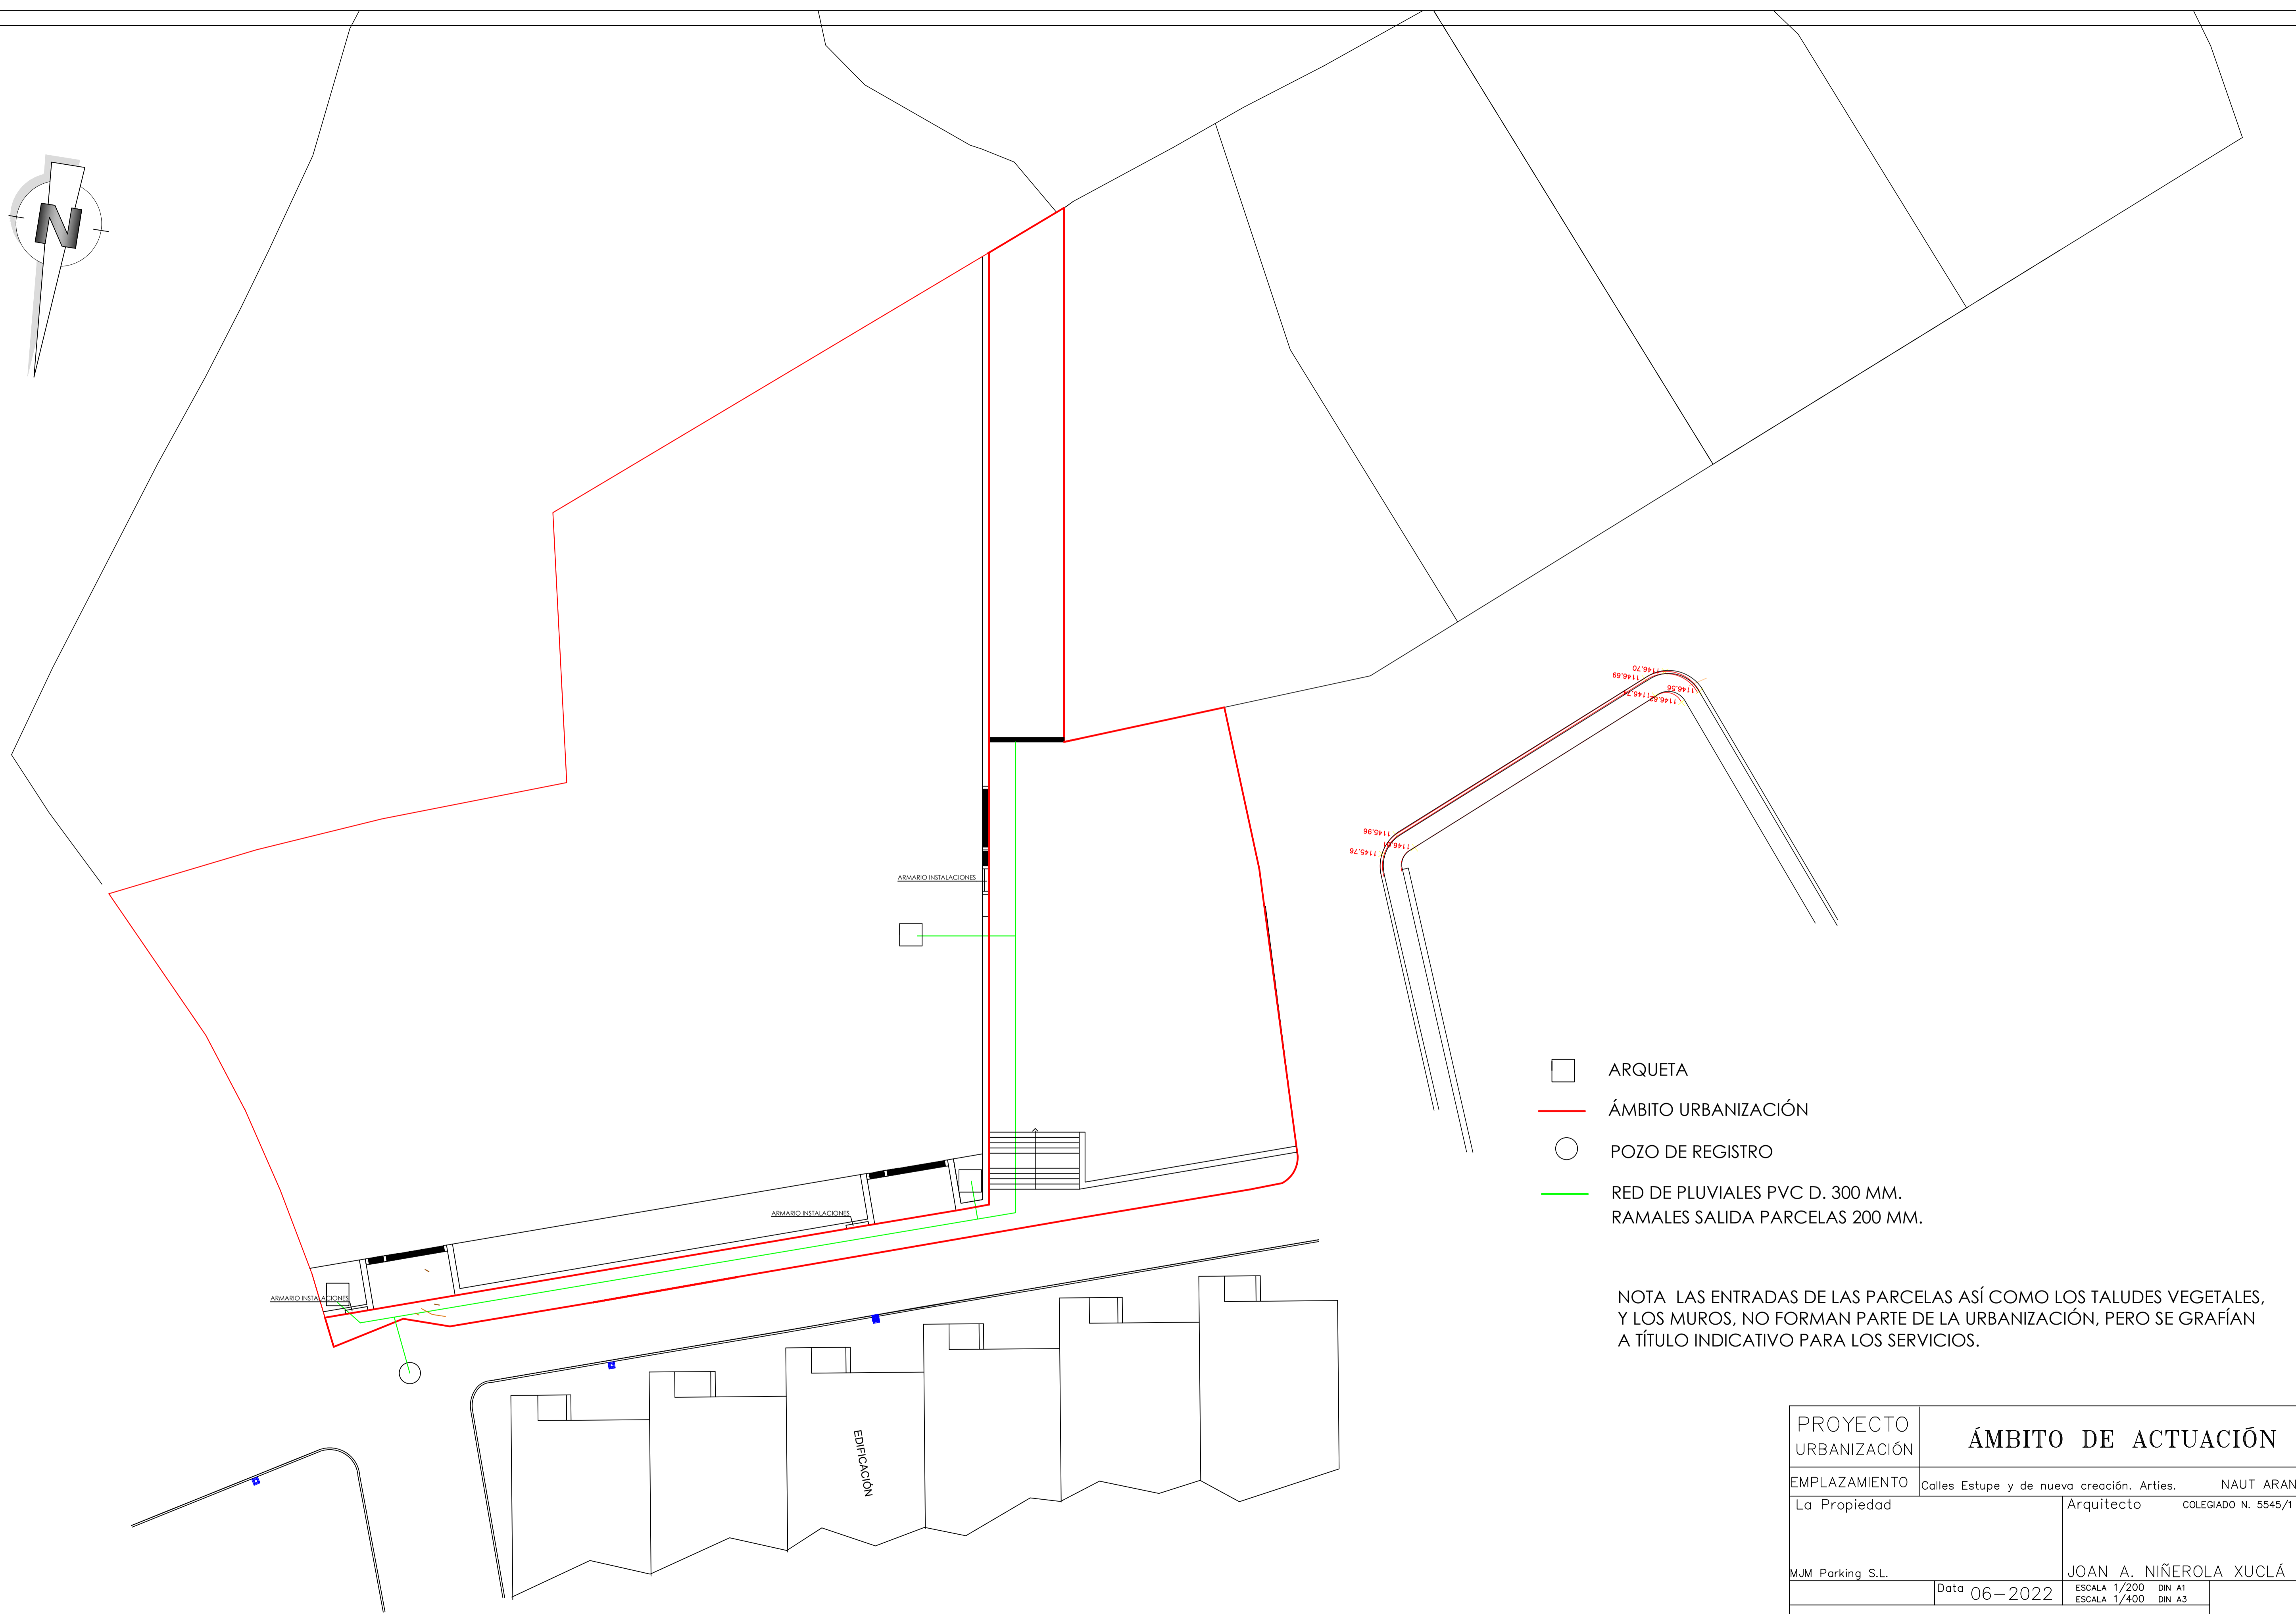 N
1146.70
1146.69
1146.56
1145.96
1145.76
ARMARIO INSTALACIONES
ARMARIO INSTALACIONES
ARMARIO INSTALACIONES
EDIFICACIÓN
ARQUETA
ÁMBITO URBANIZACIÓN
POZO DE REGISTRO
RED DE PLUVIALES PVC D. 300 MM.
RAMALES SALIDA PARCELAS 200 MM.
NOTA LAS ENTRADAS DE LAS PARCELAS ASÍ COMO LOS TALUDES VEGETALES,
Y LOS MUROS, NO FORMAN PARTE DE LA URBANIZACIÓN, PERO SE GRAFÍAN
A TÍTULO INDICATIVO PARA LOS SERVICIOS.
PROYECTO
URBANIZACIÓN
ÁMBITO DE ACTUACIÓN
EMPLAZAMIENTO
Calles Estupe y de nueva creación. Arties. NAUT ARAN
La Propiedad
Arquitecto COLEGIADO N. 5545/1
MJM Parking S.L.
JOAN A. NIÑEROLA XUCLÁ
Data 06-2022
ESCALA 1/200 DIN A1
ESCALA 1/400 DIN A3